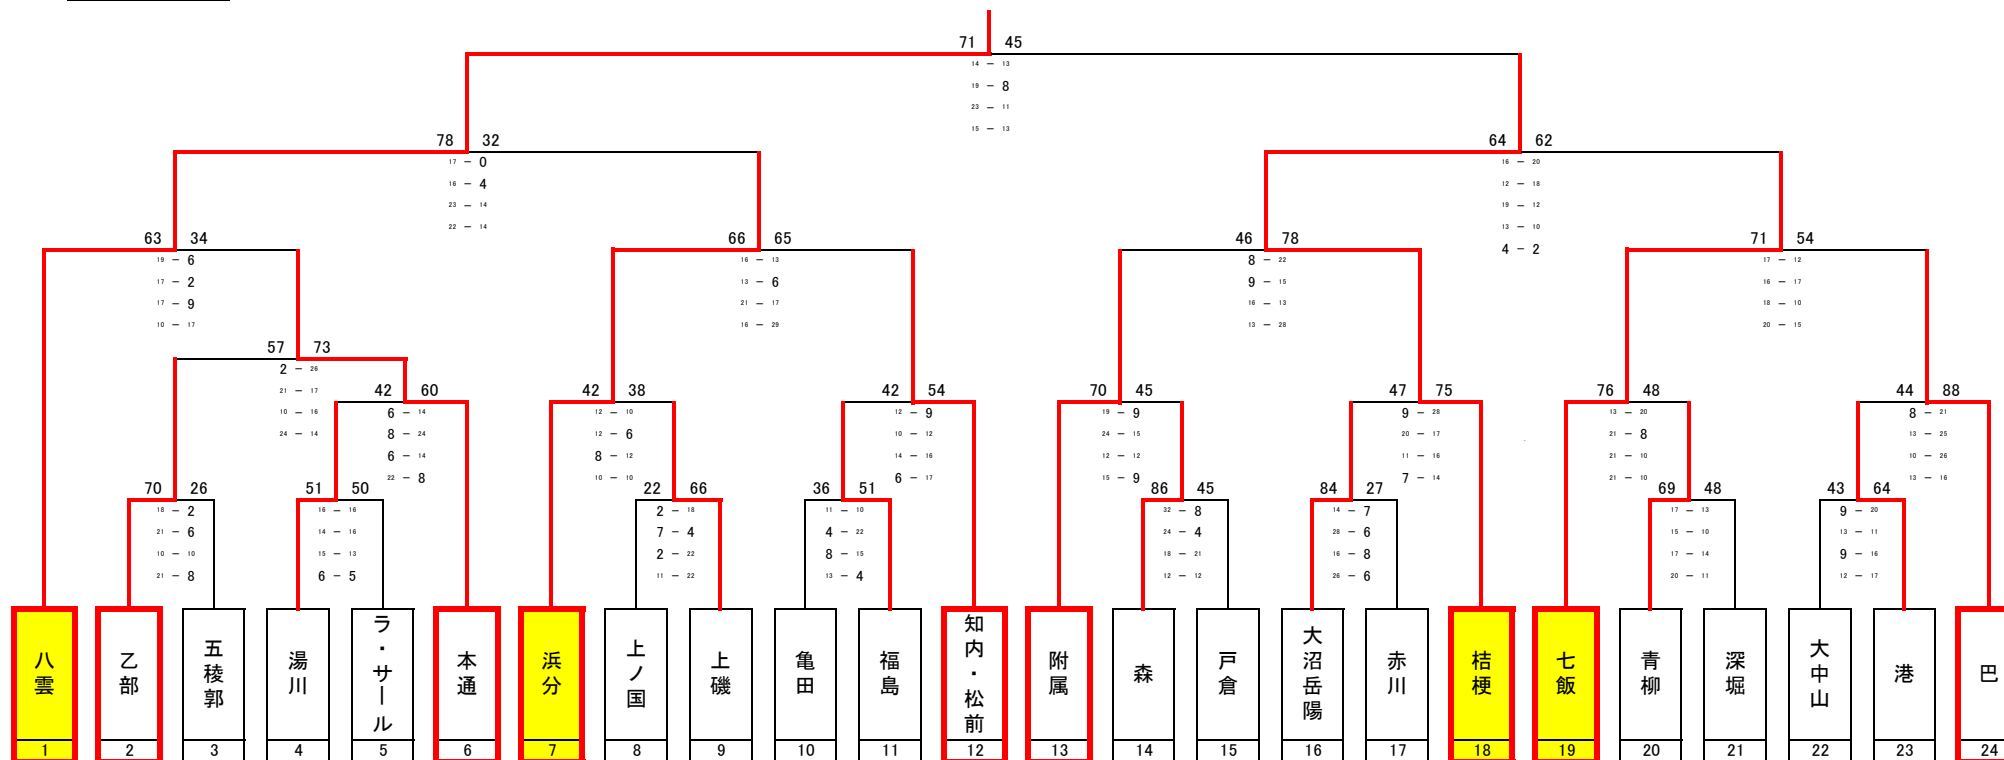 71 45
14 － 13
19 － 8
23 － 11
15 － 13
78 32
17 － 0
16 － 4
23 － 14
22 － 14
64 62
16 － 20
12 － 18
19 － 12
13 － 10
4 － 2
63 34
19 － 6
17 － 2
17 － 9
10 － 17
66 65
16 － 13
13 － 6
21 － 17
16 － 29
46 78
8 － 22
9 － 15
16 － 13
13 － 28
71 54
17 － 12
16 － 17
18 － 10
20 － 15
57 73
2 － 26
21 － 17
10 － 16
24 － 14
42 60
6 － 14
8 － 24
6 － 14
22 － 8
42 38
12 － 10
12 － 6
8 － 12
10 － 10
42 54
12 － 9
10 － 12
14 － 16
6 － 17
70 45
19 － 9
24 － 15
12 － 12
15 － 9
47 75
9 － 28
20 － 17
11 － 16
7 － 14
76 48
13 － 20
21 － 8
21 － 10
21 － 10
44 88
8 － 21
13 － 25
10 － 26
13 － 16
70 26
18 － 2
21 － 6
10 － 10
21 － 8
51 50
16 － 16
14 － 16
15 － 13
6 － 5
22 66
2 － 18
7 － 4
2 － 22
11 － 22
36 51
11 － 10
4 － 22
8 － 15
13 － 4
86 45
32 － 8
24 － 4
18 － 21
12 － 12
84 27
14 － 7
28 － 6
16 － 8
26 － 6
69 48
17 － 13
15 － 10
17 － 14
20 － 11
43 64
9 － 20
13 － 11
9 － 16
12 － 17
八雲
乙部
五稜郭
湯川
ラ・サール
本通
浜分
上ノ国
上磯
亀田
福島
知内・松前
附属
森
戸倉
大沼岳陽
赤川
桔梗
七飯
青柳
深堀
大中山
港
巴
1 2 3 4 5 6 7 8 9 10 11 12 13 14 15 16 17 18 19 20 21 22 23 24